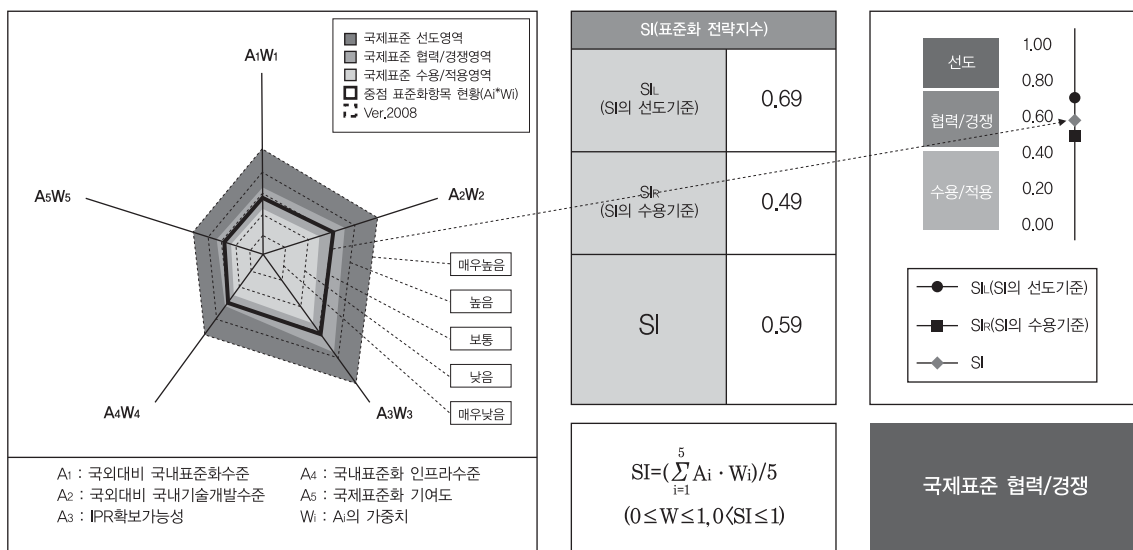 국제표준 선도영역
국제표준 협력/경쟁영역
국제표준 수용/적용영역
중점 표준화항목 현황(Ai*Wi)
Ver.2008
A1W1
A2W2
A3W3
A4W4
A5W5
매우높음
높음
보통
낮음
매우낮음
A1 : 국외대비 국내표준화수준
A2 : 국외대비 국내기술개발수준
A3 : IPR확보가능성
A4 : 국내표준화 인프라수준
A5 : 국제표준화 기여도
Wi : Ai의 가중치
SI(표준화 전략지수)
SIL
(SI의 선도기준)
0.69
SIR
(SI의 수용기준)
0.49
SI
0.59
SI=(5∑i=1 Ai · Wi)/5
(0≤W≤1, 0<SI≤1)
선도
협력/경쟁
수용/적용
1.00
0.80
0.60
0.40
0.20
0.00
SIL(SI의 선도기준)
SIR(SI의 수용기준)
SI
국제표준 협력/경쟁